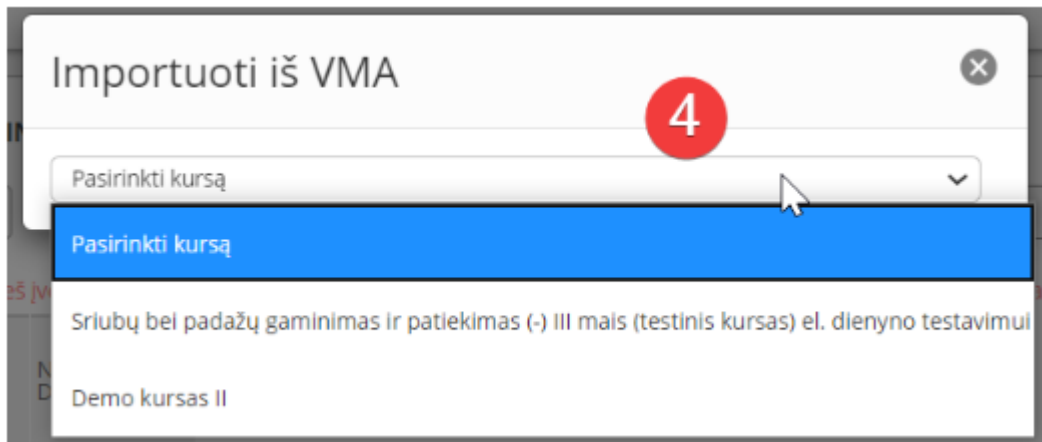 Importuoti iš VMA
4
Pasirinkti kursą
Pasirinkti kursą
Sriubų bei padažų gaminimas ir patiekimas (-) III mais (testinis kursas) el. dienyno testavimui
Demo kursas II